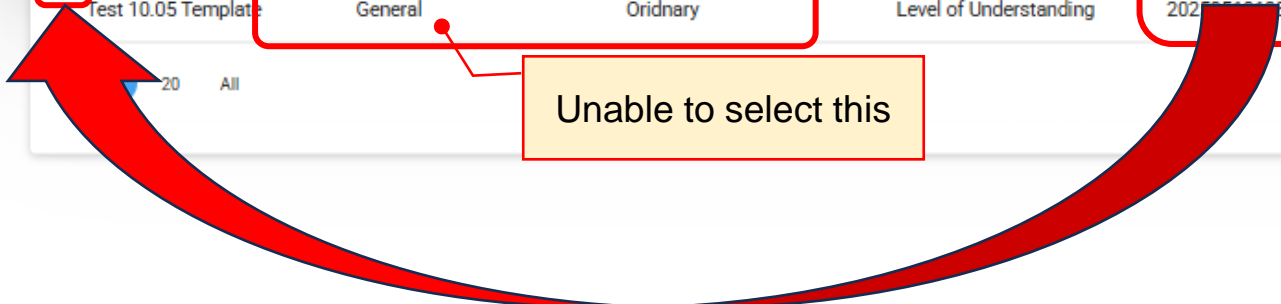 Test 10.05 Template General Oridnary Level of Understanding
20 All
Unable to select this